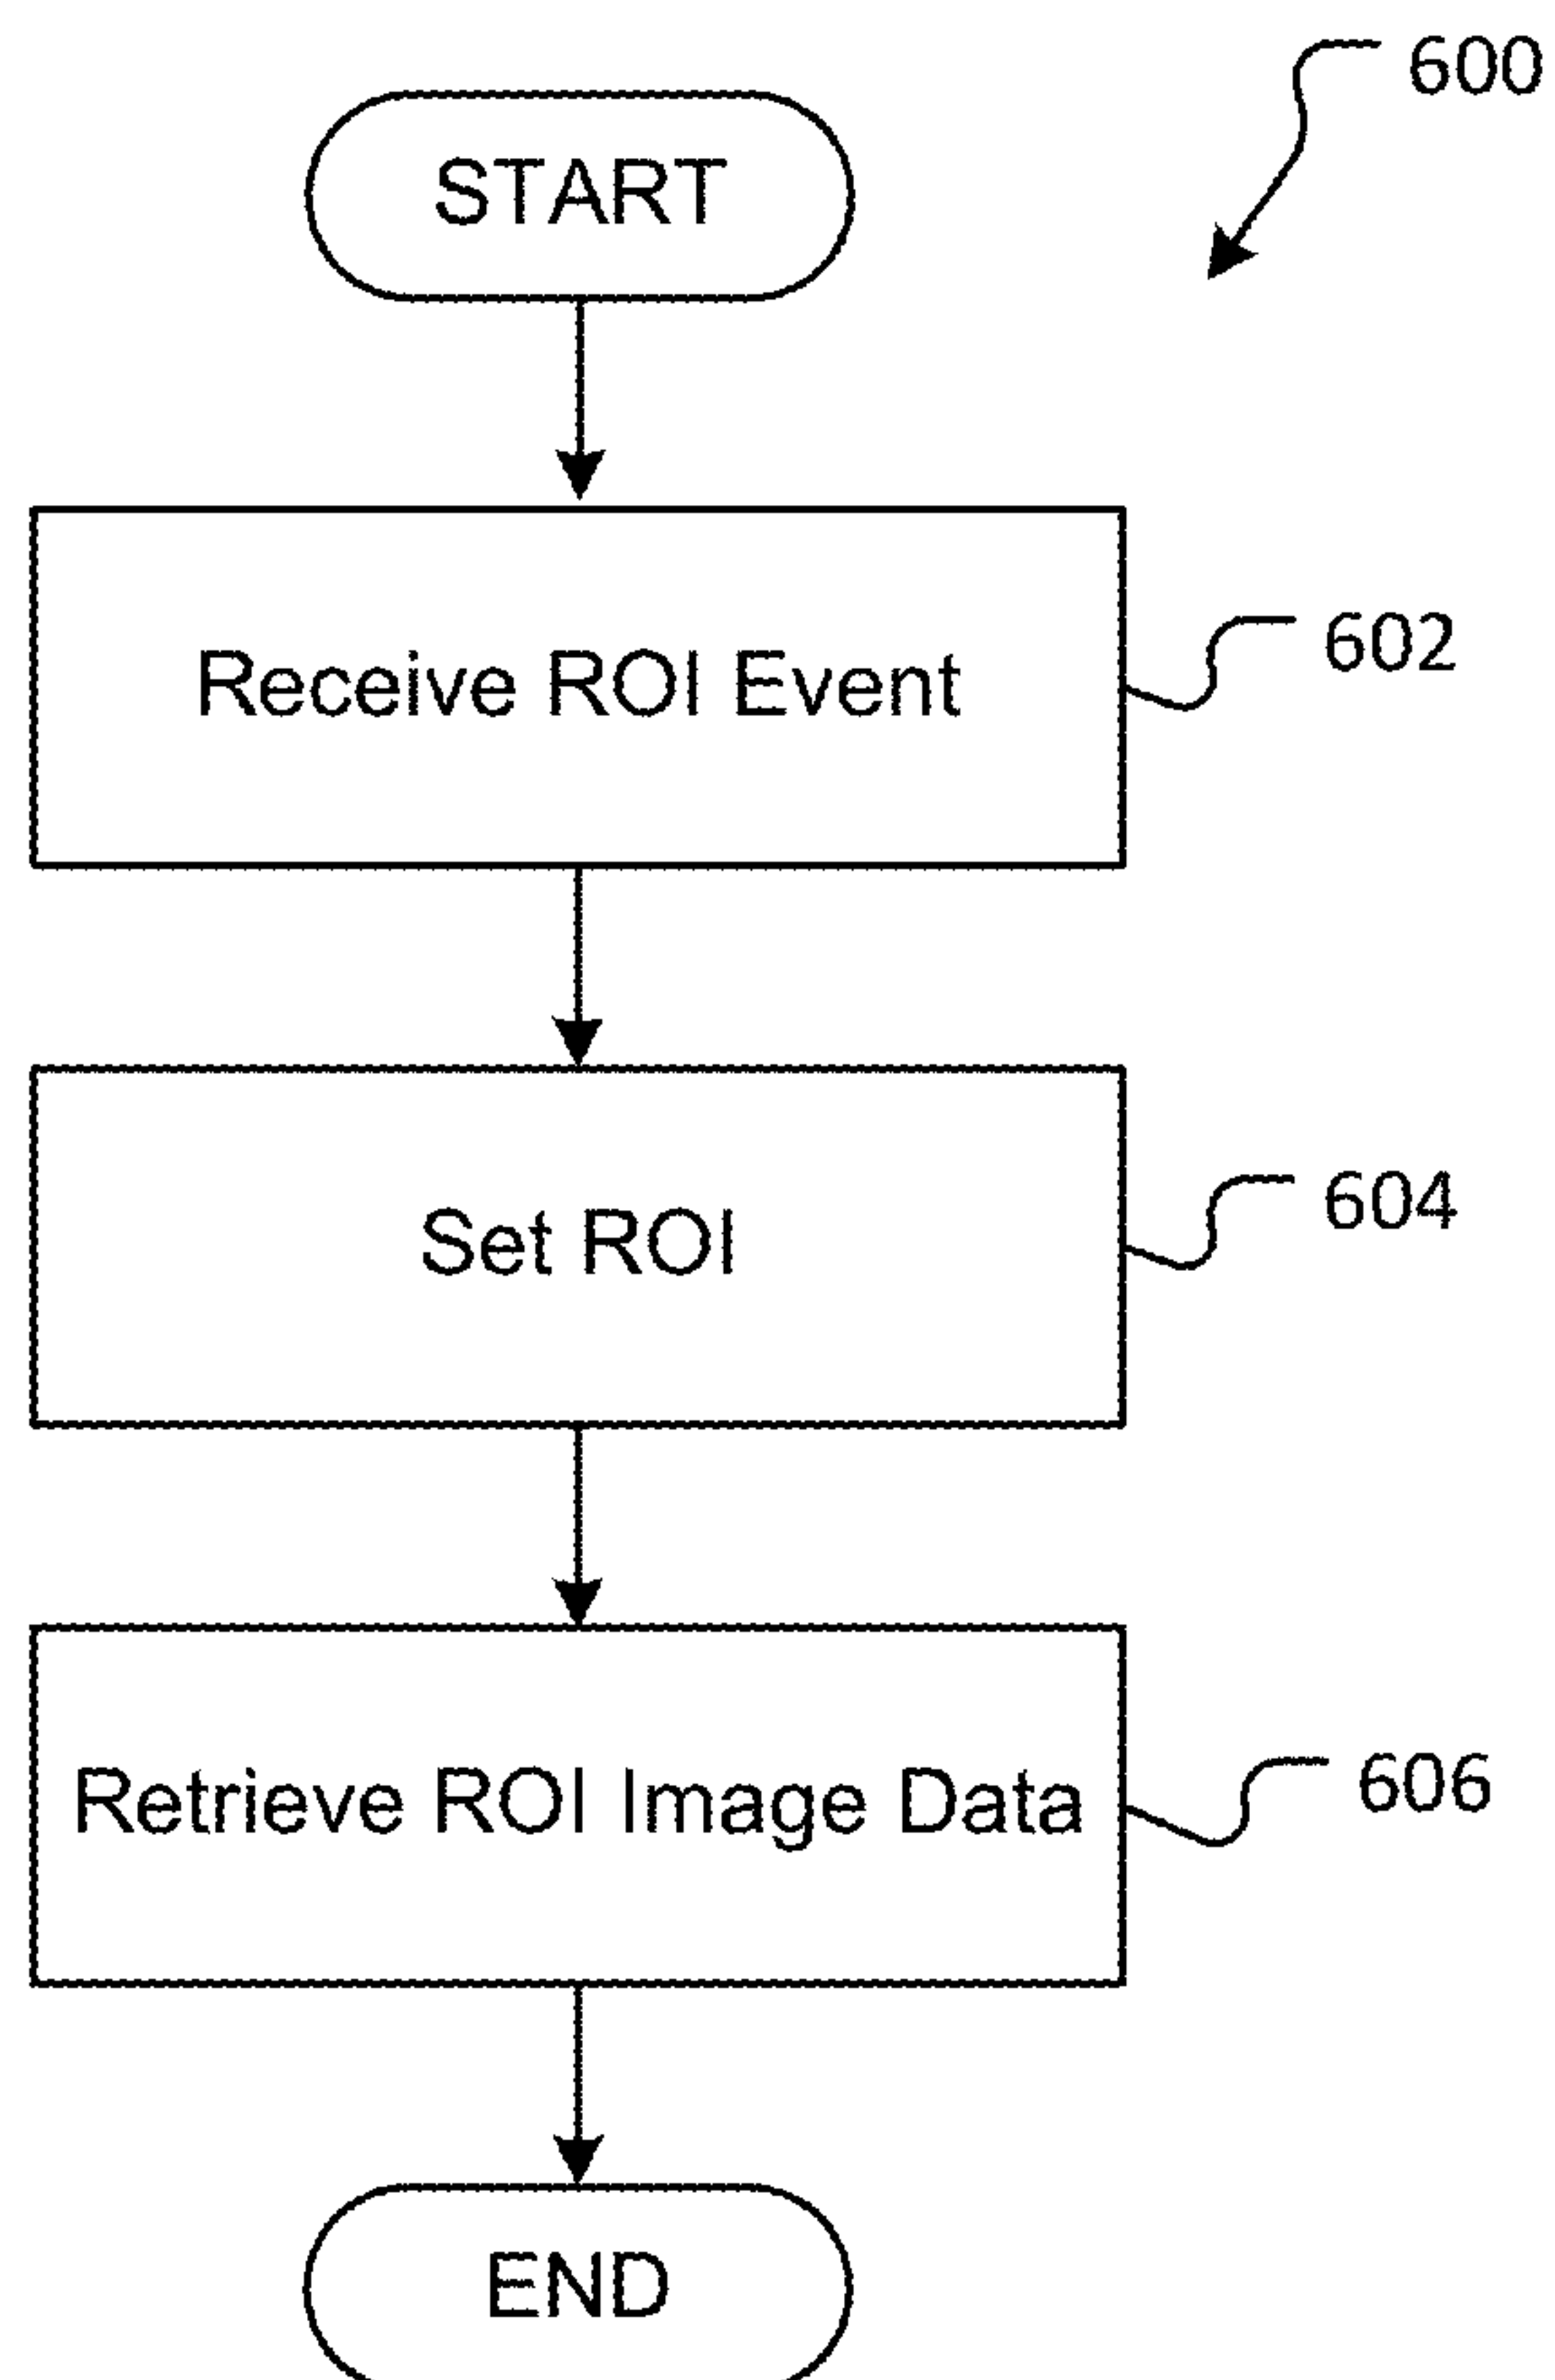 600
START
Receive ROI Event
602
Set ROI
604
Retrieve ROI Image Data
606
END